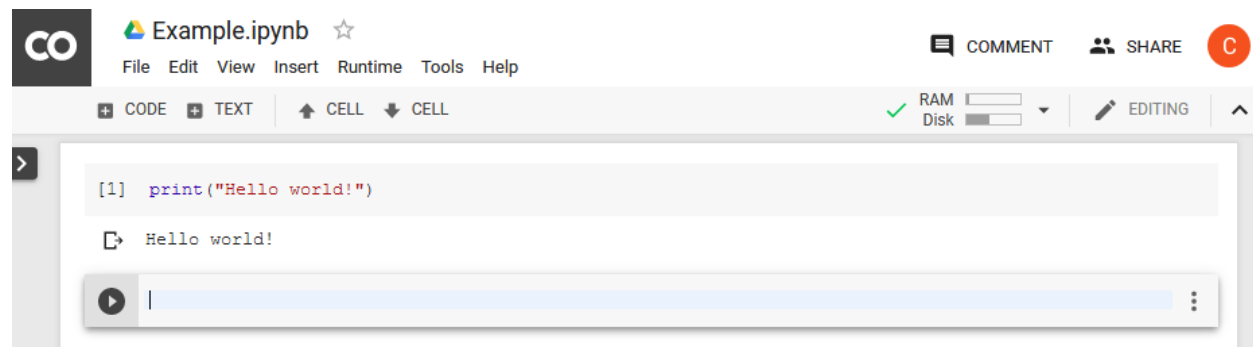 CO Example.ipynb
File Edit View Insert Runtime Tools Help
COMMENT SHARE C
CODE TEXT CELL CELL
RAM
Disk
EDITING
[1] print("Hello world!")
Hello world!